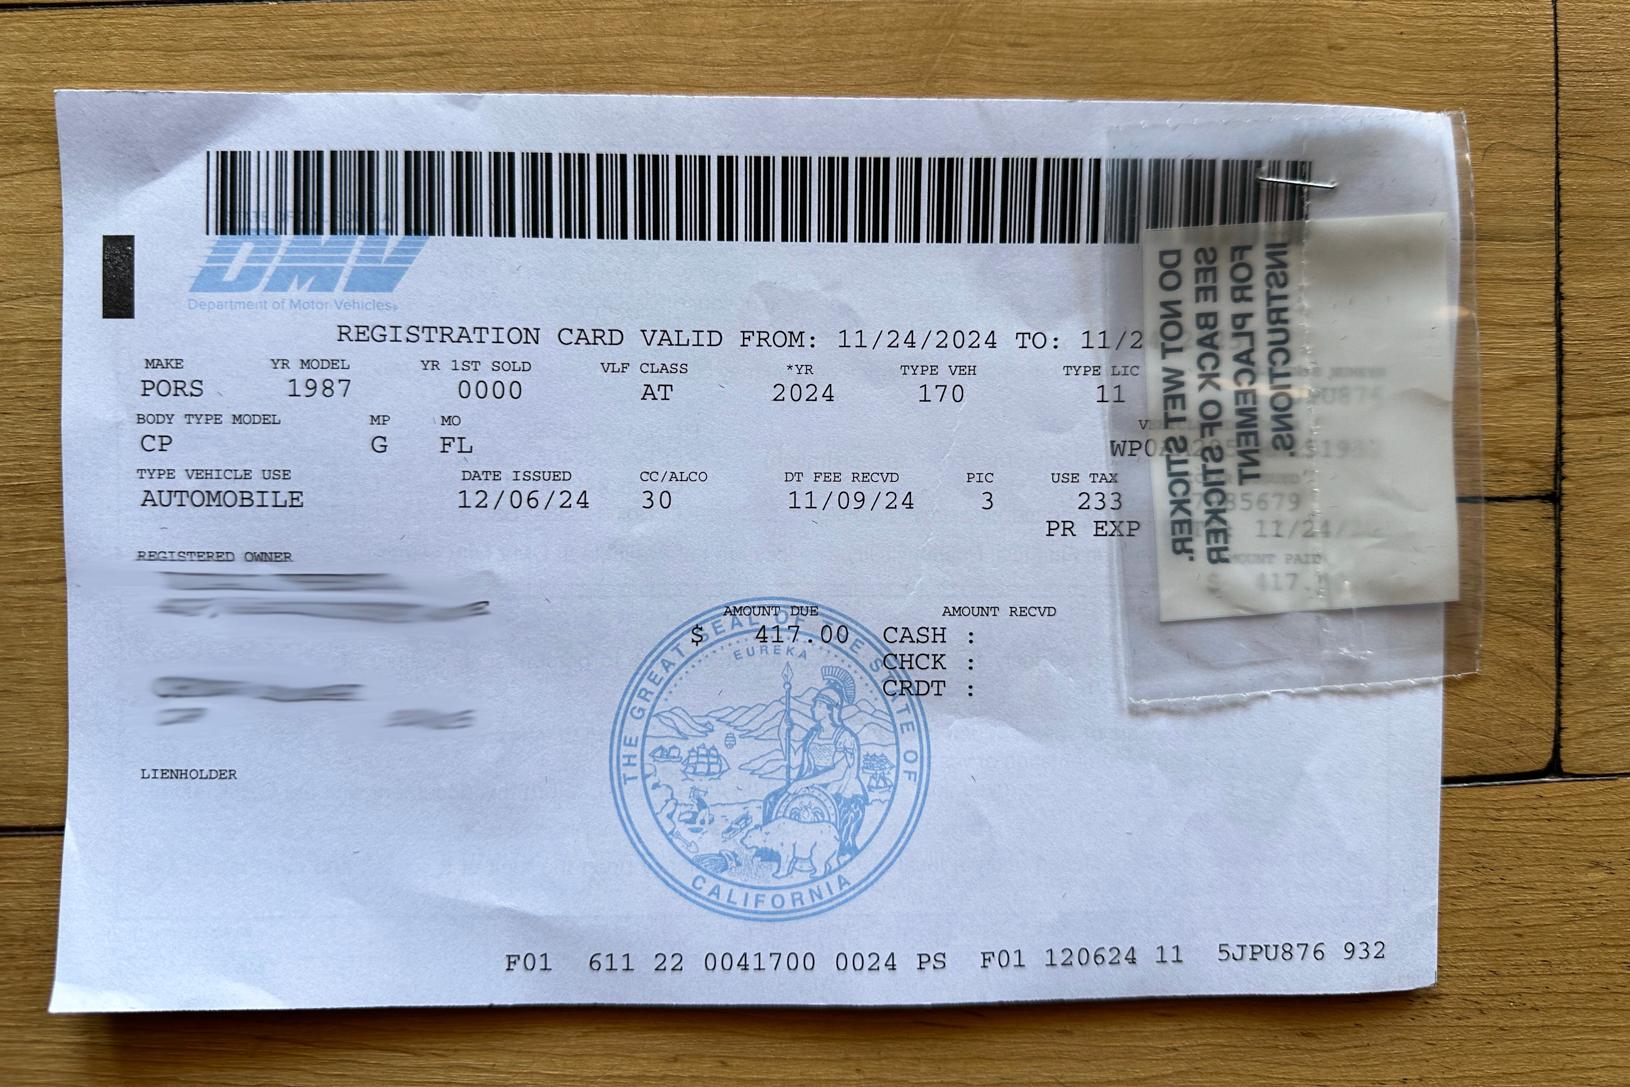 DMV
Department of Motor Vehicles
REGISTRATION CARD VALID FROM: 11/24/2024 TO: 11/2
MAKE YR MODEL YR 1ST SOLD VLF CLASS *YR TYPE VEH TYPE LIC
PORS 1987 0000 AT 2024 170 11
BODY TYPE MODEL MP MO
CP G FL
TYPE VEHICLE USE DATE ISSUED CC/ALCO DT FEE RECVD PIC USE TAX
AUTOMOBILE 12/06/24 30 11/09/24 3 233
PR EXP 11/24/
REGISTERED OWNER
AMOUNT PAID
$ 417.
AMOUNT DUE AMOUNT RECVD
$ 417.00 CASH :
CHCK :
CRDT :
LIENHOLDER
THE GREAT SEAL OF THE STATE OF CALIFORNIA
EUREKA
F01 611 22 0041700 0024 PS F01 120624 11 5JPU876 932
DO NOT WET STICKER.
SEE BACK OF STICKER
FOR PLACEMENT
INSTRUCTIONS